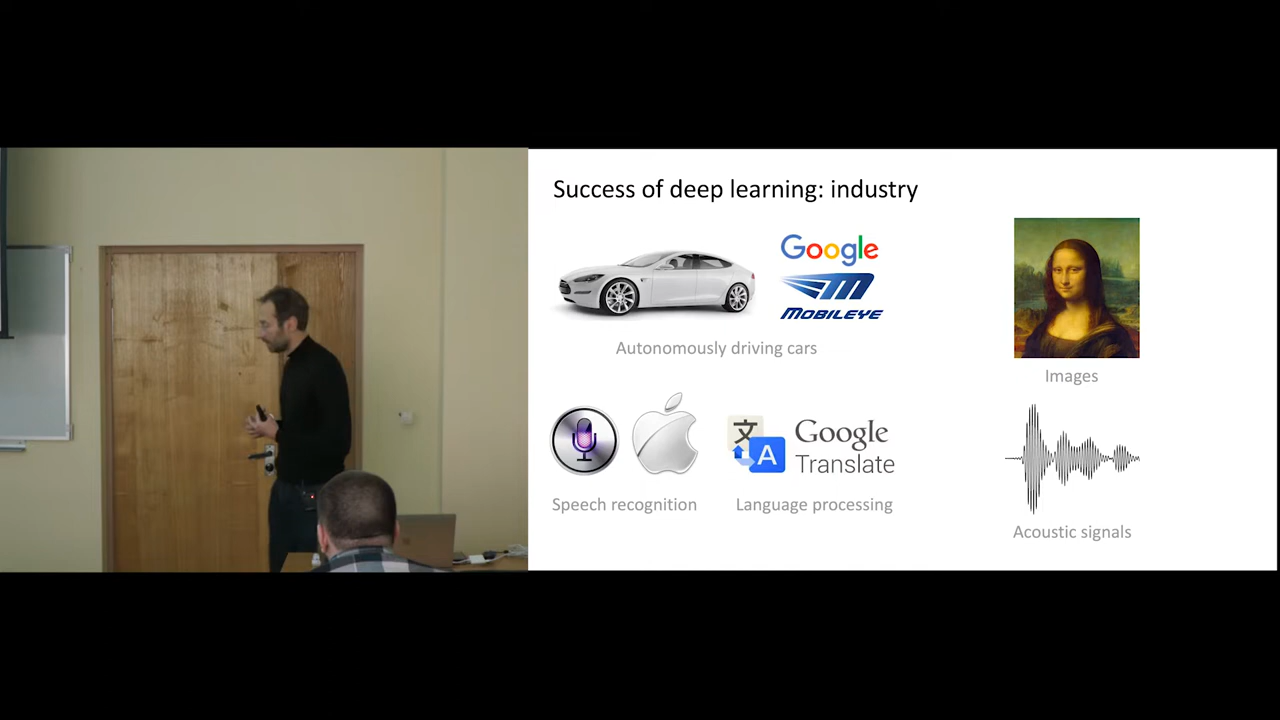 Success of deep learning: industry
Google
MOBILEYE
Autonomously driving cars
Images
文
A
Google
Translate
Speech recognition
Language processing
Acoustic signals